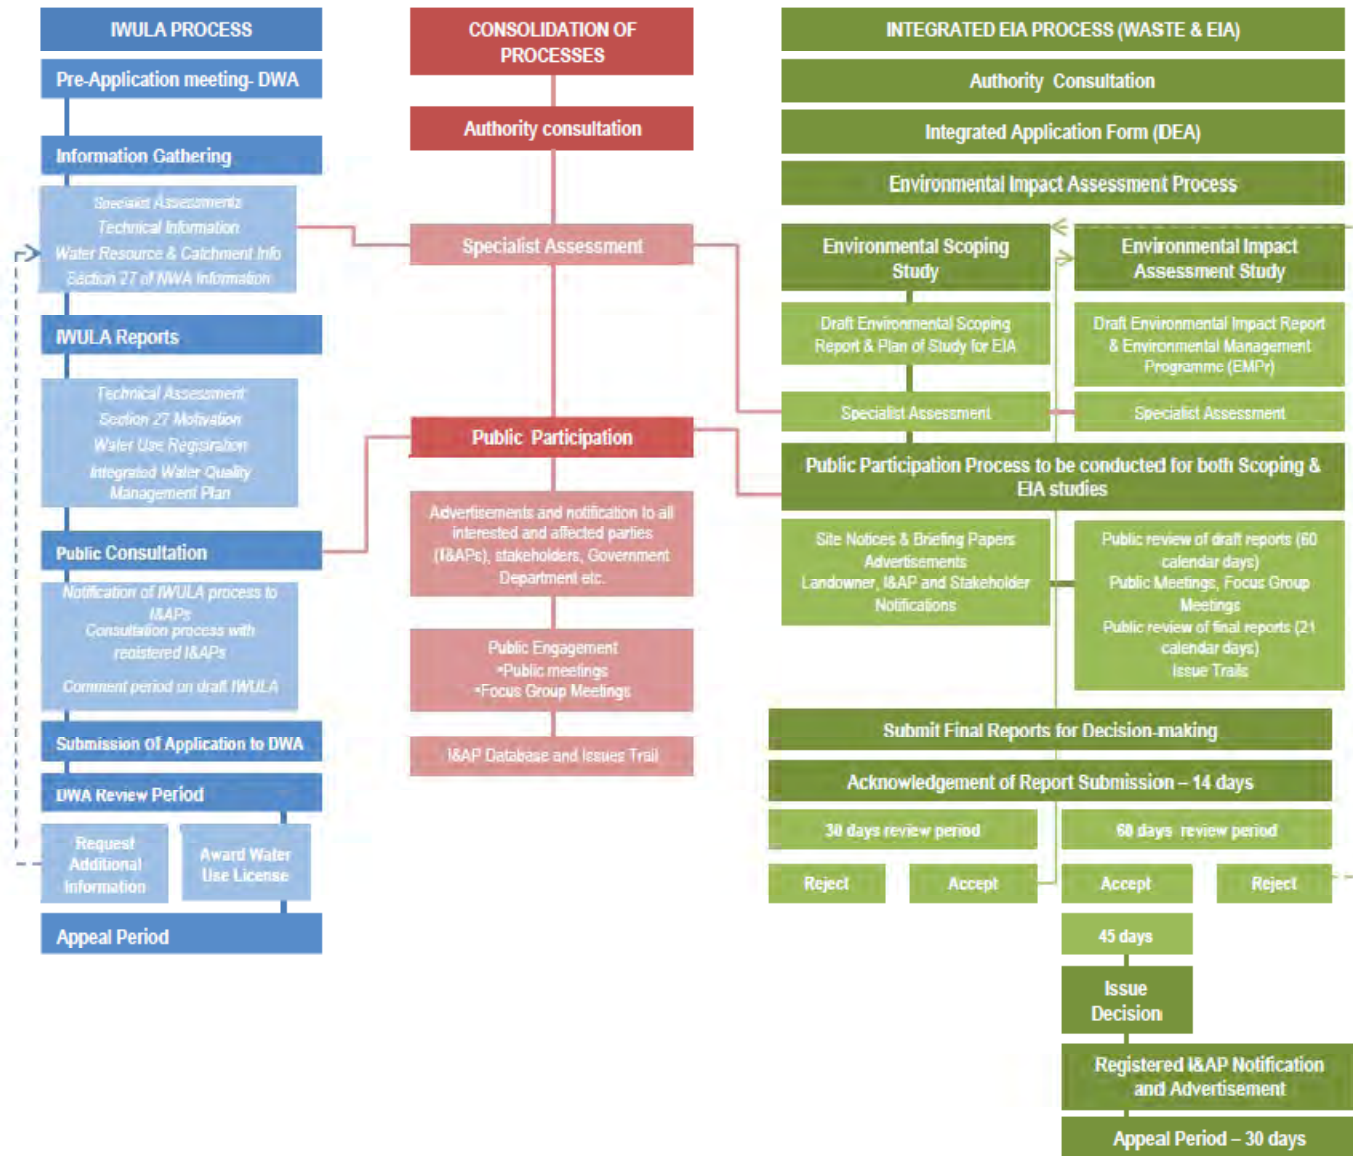 IWULA PROCESS
Pre-Application meeting- DWA
Information Gathering
Specialist Assessments
Technical Information
Water Resource & Catchment Info
Section 27 of NWA Information
IWULA Reports
Technical Assessment
Section 27 Motivation
Water Use Registration
Integrated Water Quality
Management Plan
Public Consultation
Notification of IWULA process to
I&APs
Consultation process with
registered I&APs
Comment period on draft IWULA
Submission of Application to DWA
DWA Review Period
Request
Additional
Information
Award Water
Use License
Appeal Period
CONSOLIDATION OF
PROCESSES
Authority consultation
Specialist Assessment
Public Participation
Advertisements and notification to all
interested and affected parties
(I&APs), stakeholders, Government
Department etc.
Public Engagement
•Public meetings
•Focus Group Meetings
I&AP Database and Issues Trail
INTEGRATED EIA PROCESS (WASTE & EIA)
Authority Consultation
Integrated Application Form (IDEA)
Environmental Impact Assessment Process
Environmental Scoping
Study
Environmental Impact
Assessment Study
Draft Environmental Scoping
Report & Plan of Study for EIA
Draft Environmental Impact Report
& Environmental Management
Programme (EMPr)
Specialist Assessment
Specialist Assessment
Public Participation Process to be conducted for both Scoping &
EIA studies
Site Notices & Briefing Papers
Advertisements
Landowner, I&AP and Stakeholder
Notifications
Public review of draft reports (60
calendar days)
Public Meetings, Focus Group
Meetings
Public review of final reports (21
calendar days)
Issue Trails
Submit Final Reports for Decision-making
Acknowledgement of Report Submission – 14 days
30 days review period
60 days review period
Reject
Accept
Accept
Reject
45 days
Issue
Decision
Registered I&AP Notification
and Advertisement
Appeal Period – 30 days